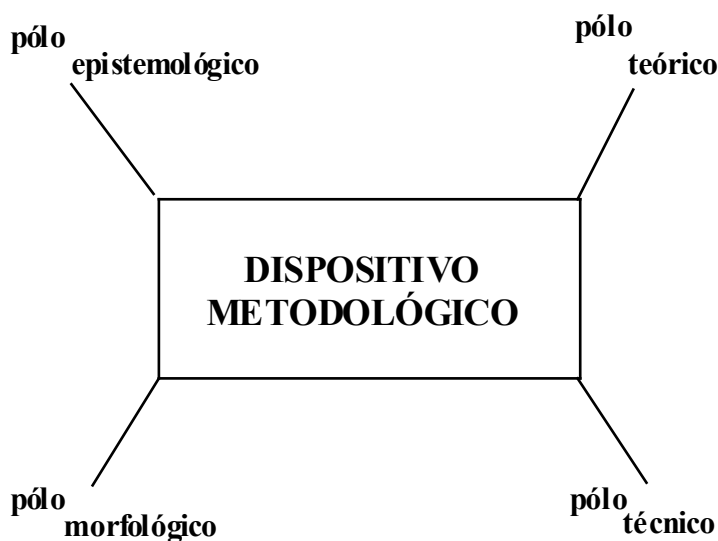 pólo epistemológico
pólo teórico
DISPOSITIVO
METODOLÓGICO
pólo morfológico
pólo técnico